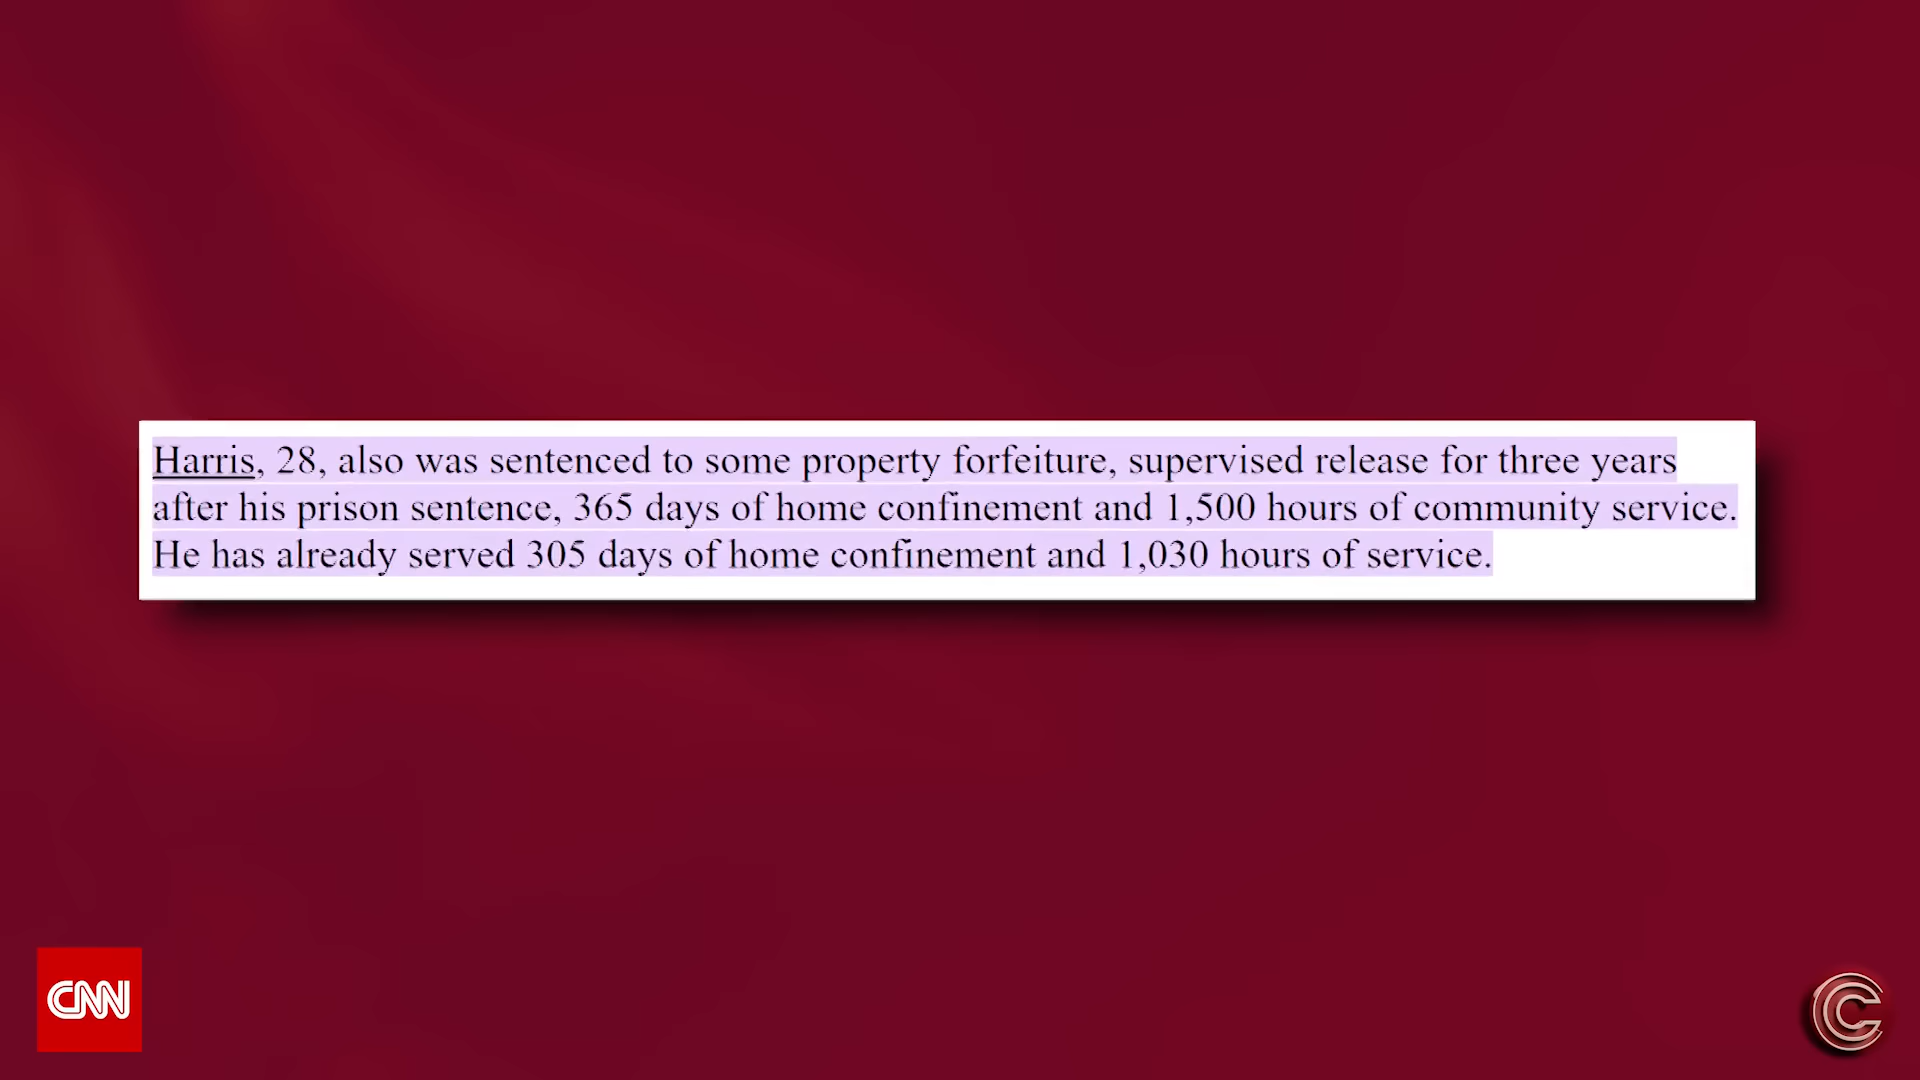 Harris, 28, also was sentenced to some property forfeiture, supervised release for three years
after his prison sentence, 365 days of home confinement and 1,500 hours of community service.
He has already served 305 days of home confinement and 1,030 hours of service.
CNN
C